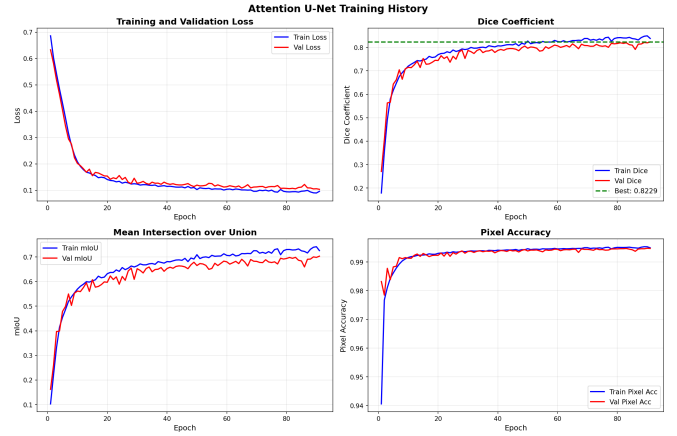 Attention U-Net Training History
Training and Validation Loss
Loss
0.7
0.6
0.5
0.4
0.3
0.2
0.1
Train Loss
Val Loss
0 20 40 60 80
Epoch
Dice Coefficient
Dice Coefficient
0.8
0.7
0.6
0.5
0.4
0.3
0.2
Train Dice
Val Dice
Best: 0.8229
0 20 40 60 80
Epoch
Mean Intersection over Union
mIoU
0.7
0.6
0.5
0.4
0.3
0.2
0.1
Train mIoU
Val mIoU
0 20 40 60 80
Epoch
Pixel Accuracy
Pixel Accuracy
0.99
0.98
0.97
0.96
0.95
0.94
Train Pixel Acc
Val Pixel Acc
0 20 40 60 80
Epoch